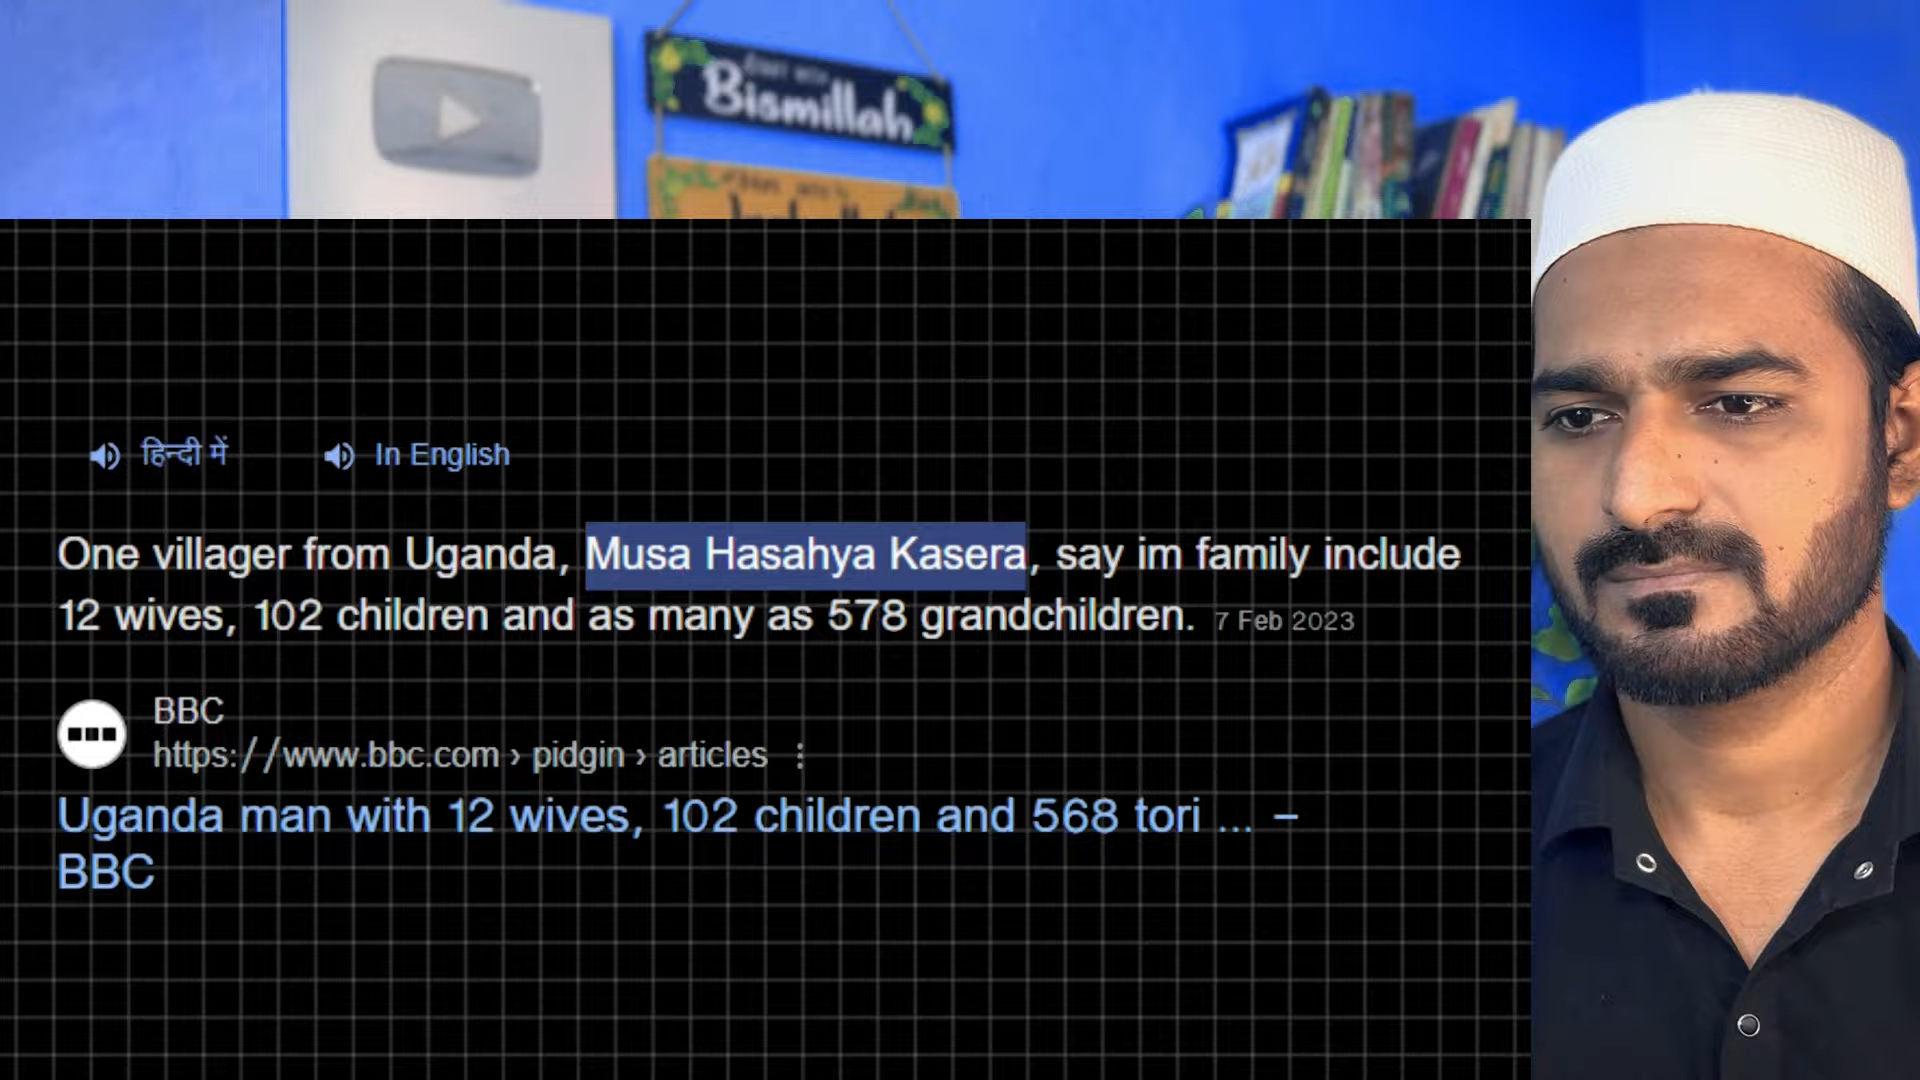 START WITH
Bismillah
हिन्दी में
In English
One villager from Uganda, Musa Hasahya Kasera, say im family include
12 wives, 102 children and as many as 578 grandchildren. 7 Feb 2023
BBC
https://www.bbc.com › pidgin › articles
Uganda man with 12 wives, 102 children and 568 tori ... –
BBC